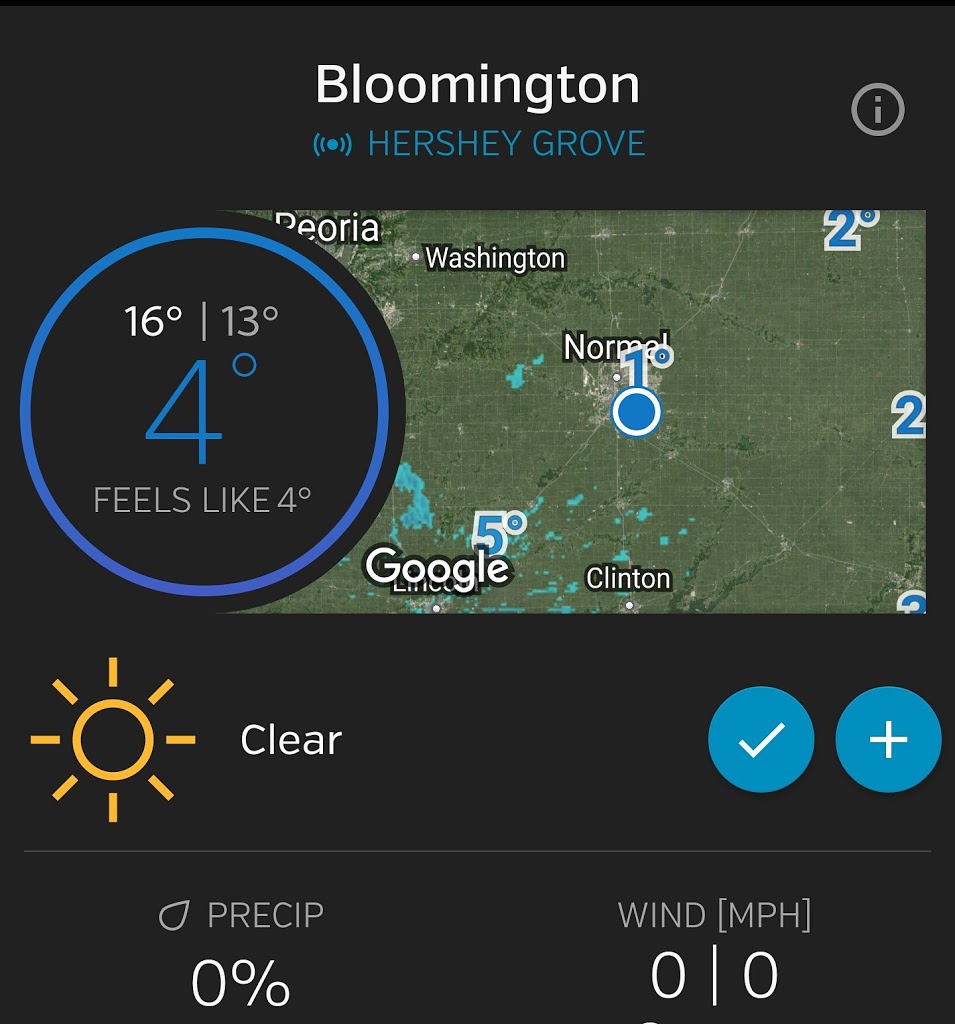 Bloomington
HERSHEY GROVE
Peoria
Washington
2°
16° | 13°
4°
FEELS LIKE 4°
Normal
1°
2
5°
Google
Lincoln
Clinton
Clear
PRECIP
WIND [MPH]
0%
0 | 0